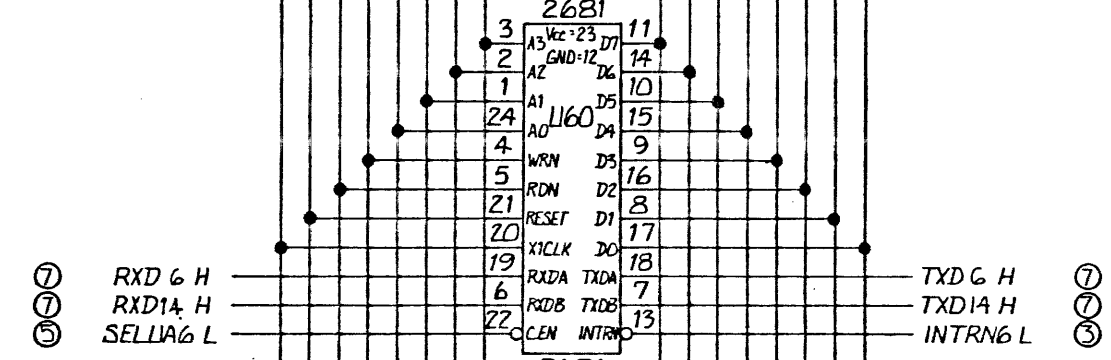 2681
3 A3 Vcc=23 D7 11
2 A2 GND=12 D6 14
1 A1 D5 10
U60
24 A0 D4 15
4 WRN D3 9
5 RDN D2 16
21 RESET D1 8
20 X1CLK D0 17
7 RXD 6 H 19 RXDA TXDA 18 TXD 6 H 7
7 RXD14 H 6 RXDB TXDB 7 TXD14 H 7
5 SELUA6 L 22 CEN INTRN 13 INTRN6 L 3